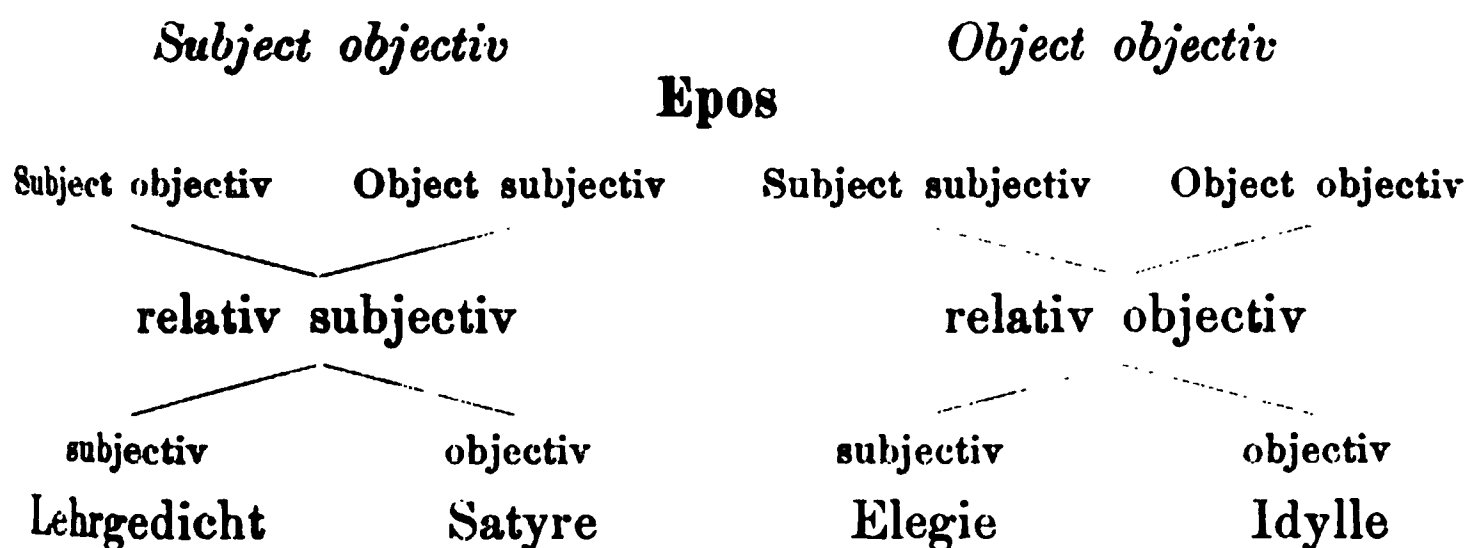 Subject objectiv Object objectiv
Epos
Subject objectiv Object subjectiv Subject subjectiv Object objectiv
relativ subjectiv relativ objectiv
subjectiv objectiv subjectiv objectiv
Lehrgedicht Satyre Elegie Idylle